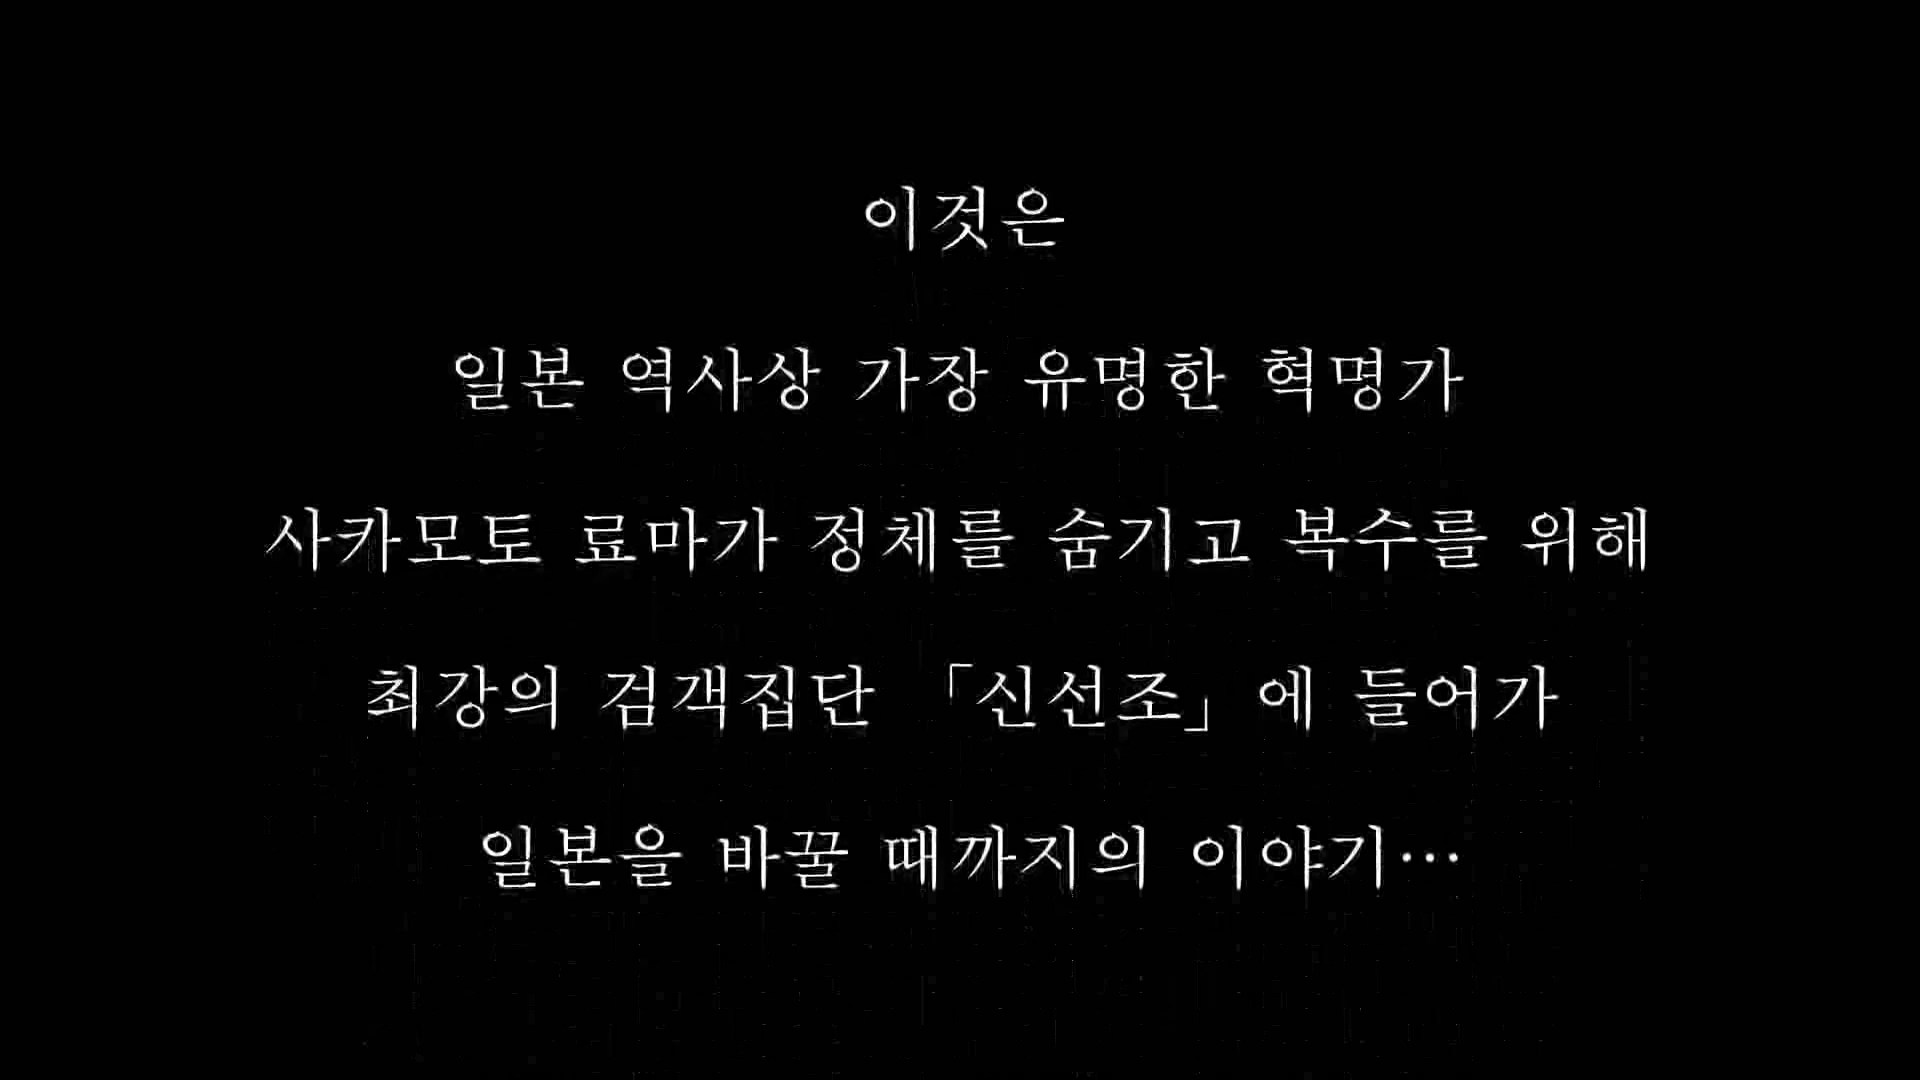 이것은
일본 역사상 가장 유명한 혁명가
사카모토 료마가 정체를 숨기고 복수를 위해
최강의 검객집단 「신선조」에 들어가
일본을 바꿀 때까지의 이야기…